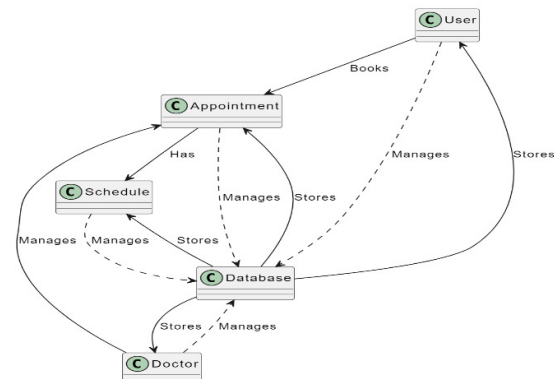 C User
Books
C Appointment
Has
Manages
Stores
Manages
Stores
C Schedule
Manages
Manages
Stores
C Database
Stores
Manages
C Doctor